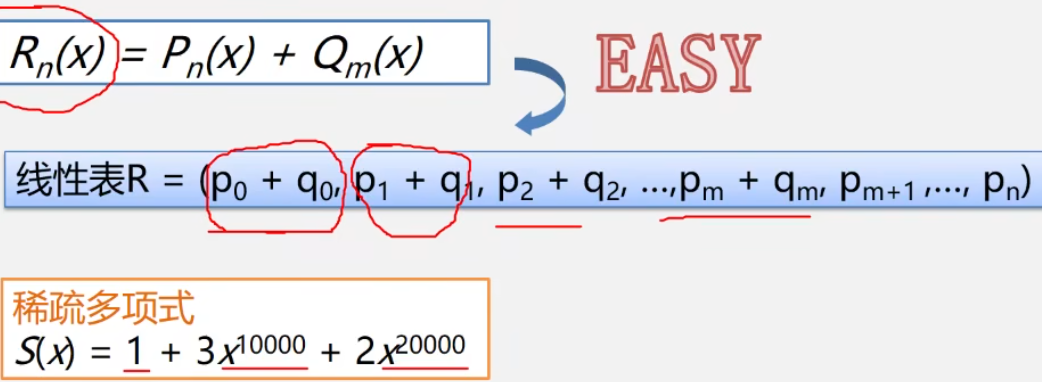 Rₙ(x) = Pₙ(x) + Qₘ(x)
EASY
线性表R = (p₀ + q₀, p₁ + q₁, p₂ + q₂, ...,pₘ + qₘ, pₘ₊₁ ,..., pₙ)
稀疏多项式
S(x) = 1 + 3x¹⁰⁰⁰⁰ + 2x²⁰⁰⁰⁰